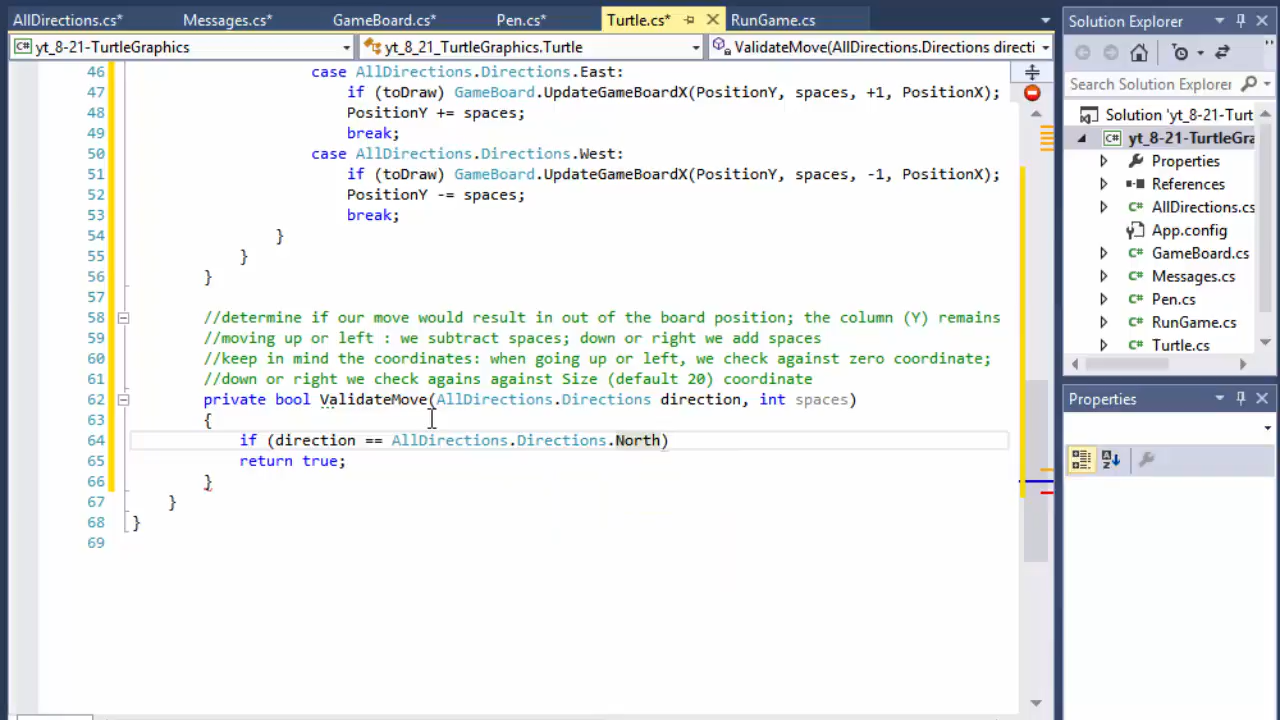 AllDirections.cs* Messages.cs* GameBoard.cs* Pen.cs* Turtle.cs* RunGame.cs Solution Explorer
yt_8-21-TurtleGraphics yt_8_21_TurtleGraphics.Turtle ValidateMove(AllDirections.Directions directi
46 case AllDirections.Directions.East:
47 if (toDraw) GameBoard.UpdateGameBoardX(PositionY, spaces, +1, PositionX);
48 PositionY += spaces;
49 break;
50 case AllDirections.Directions.West:
51 if (toDraw) GameBoard.UpdateGameBoardX(PositionY, spaces, -1, PositionX);
52 PositionY -= spaces;
53 break;
54 }
55 }
56 }
57
58 //determine if our move would result in out of the board position; the column (Y) remains
59 //moving up or left : we subtract spaces; down or right we add spaces
60 //keep in mind the coordinates: when going up or left, we check against zero coordinate;
61 //down or right we check agains against Size (default 20) coordinate
62 private bool ValidateMove(AllDirections.Directions direction, int spaces)
63 {
64 if (direction == AllDirections.Directions.North)
65 return true;
66 }
67 }
68 }
69
Search Solution Explorer
Solution 'yt_8-21-Turt
C# yt_8-21-TurtleGra
Properties
References
C# AllDirections.cs
App.config
C# GameBoard.cs
C# Messages.cs
C# Pen.cs
C# RunGame.cs
C# Turtle.cs
Properties